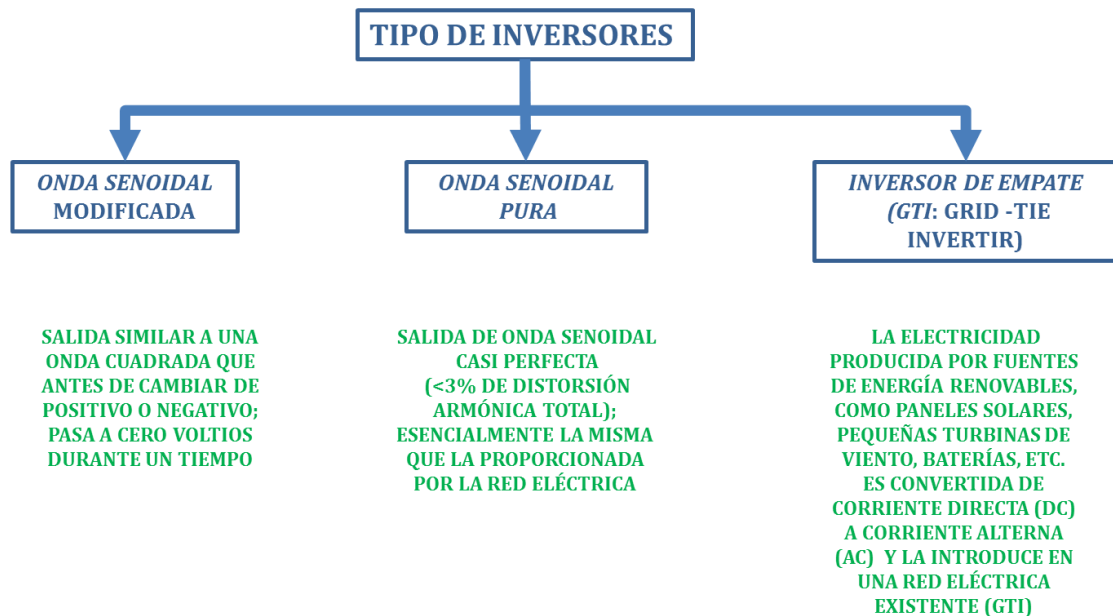 TIPO DE INVERSORES
ONDA SENOIDAL
MODIFICADA
ONDA SENOIDAL
PURA
INVERSOR DE EMPATE
(GTI: GRID -TIE
INVERTIR)
SALIDA SIMILAR A UNA
ONDA CUADRADA QUE
ANTES DE CAMBIAR DE
POSITIVO O NEGATIVO;
PASA A CERO VOLTIOS
DURANTE UN TIEMPO
SALIDA DE ONDA SENOIDAL
CASI PERFECTA
(<3% DE DISTORSIÓN
ARMÓNICA TOTAL);
ESENCIALMENTE LA MISMA
QUE LA PROPORCIONADA
POR LA RED ELÉCTRICA
LA ELECTRICIDAD
PRODUCIDA POR FUENTES
DE ENERGÍA RENOVABLES,
COMO PANELES SOLARES,
PEQUEÑAS TURBINAS DE
VIENTO, BATERÍAS, ETC.
ES CONVERTIDA DE
CORRIENTE DIRECTA (DC)
A CORRIENTE ALTERNA
(AC) Y LA INTRODUCE EN
UNA RED ELÉCTRICA
EXISTENTE (GTI)